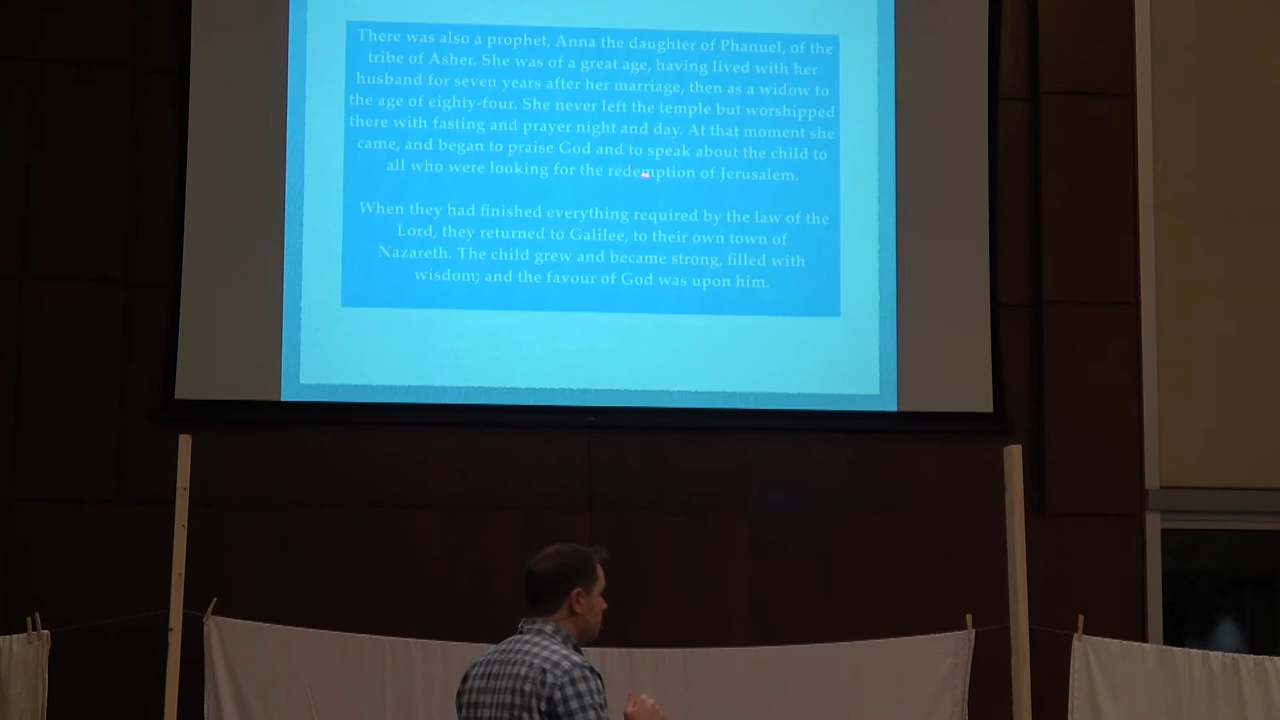 There was also a prophet, Anna the daughter of Phanuel, of the
tribe of Asher. She was of a great age, having lived with her
husband for seven years after her marriage, then as a widow to
the age of eighty-four. She never left the temple but worshipped
there with fasting and prayer night and day. At that moment she
came, and began to praise God and to speak about the child to
all who were looking for the redemption of Jerusalem.
When they had finished everything required by the law of the
Lord, they returned to Galilee, to their own town of
Nazareth. The child grew and became strong, filled with
wisdom; and the favour of God was upon him.